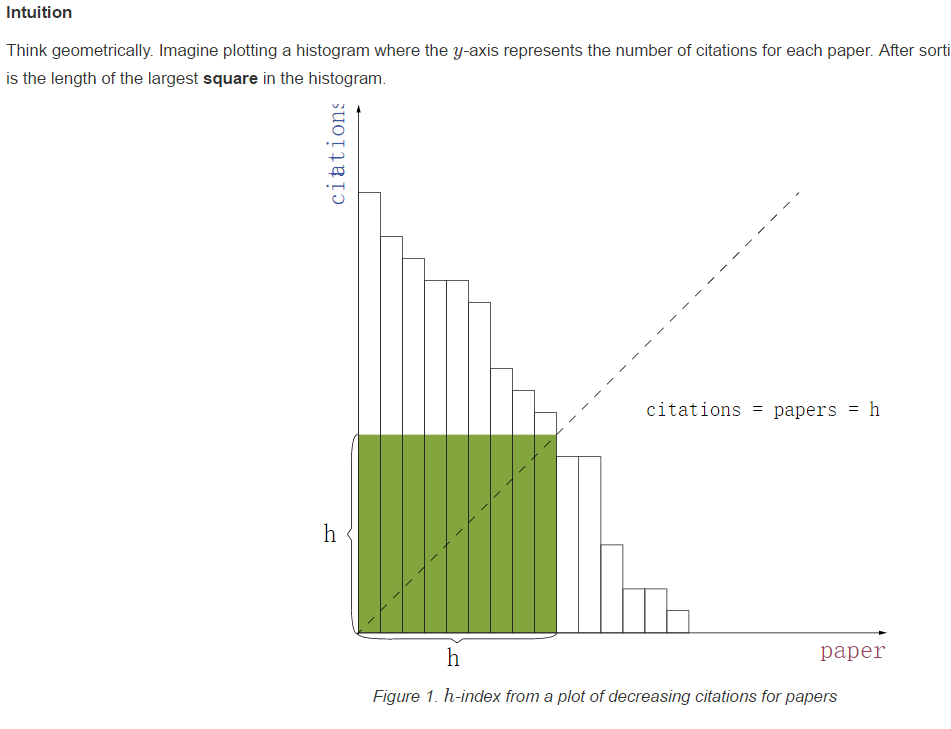 Intuition
Think geometrically. Imagine plotting a histogram where the y-axis represents the number of citations for each paper. After sorti
is the length of the largest square in the histogram.
citations
citations = papers = h
h
h
paper
Figure 1. h-index from a plot of decreasing citations for papers